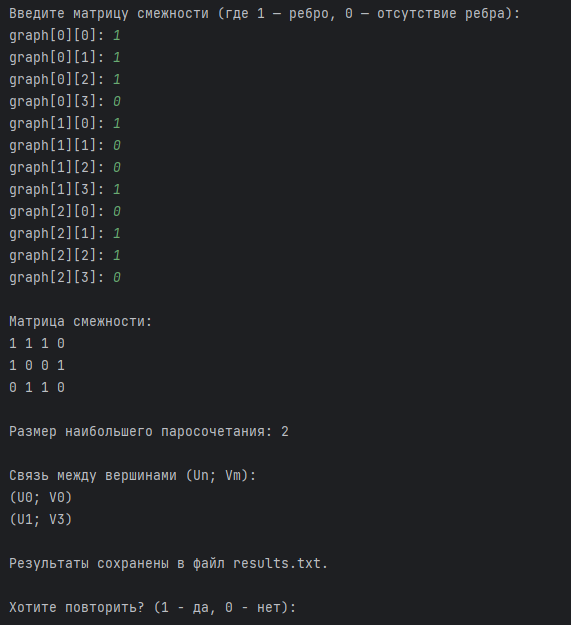 Введите матрицу смежности (где 1 — ребро, 0 — отсутствие ребра):
graph[0][0]: 1
graph[0][1]: 1
graph[0][2]: 1
graph[0][3]: 0
graph[1][0]: 1
graph[1][1]: 0
graph[1][2]: 0
graph[1][3]: 1
graph[2][0]: 0
graph[2][1]: 1
graph[2][2]: 1
graph[2][3]: 0
Матрица смежности:
1 1 1 0
1 0 0 1
0 1 1 0
Размер наибольшего паросочетания: 2
Связь между вершинами (Un; Vm):
(U0; V0)
(U1; V3)
Результаты сохранены в файл results.txt.
Хотите повторить? (1 - да, 0 - нет):